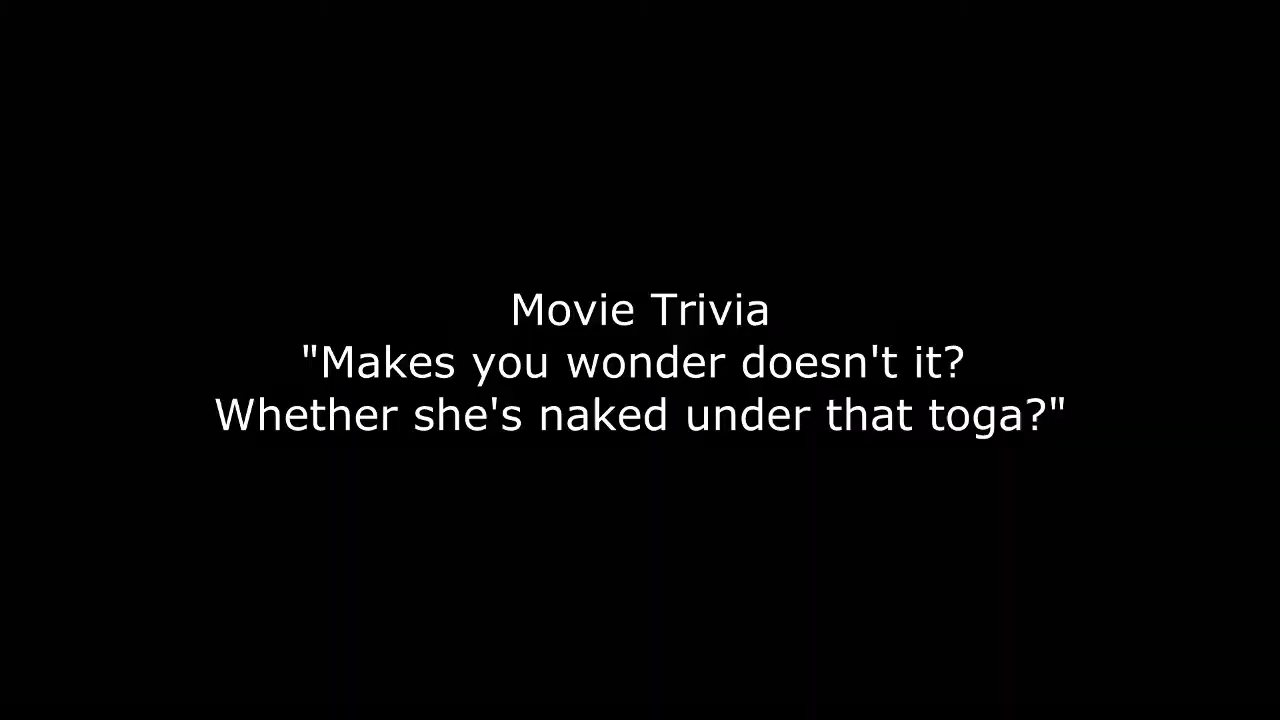 Movie Trivia
"Makes you wonder doesn't it?
Whether she's naked under that toga?"